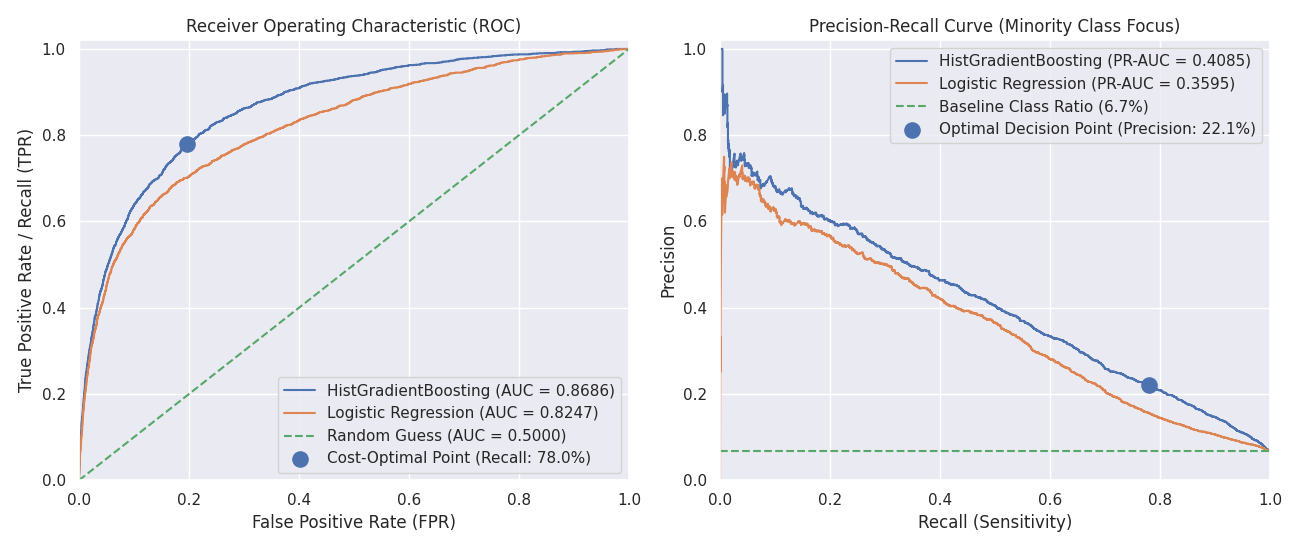 Receiver Operating Characteristic (ROC)
True Positive Rate / Recall (TPR)
1.0
0.8
0.6
0.4
0.2
0.0
HistGradientBoosting (AUC = 0.8686)
Logistic Regression (AUC = 0.8247)
Random Guess (AUC = 0.5000)
Cost-Optimal Point (Recall: 78.0%)
0.0 0.2 0.4 0.6 0.8 1.0
False Positive Rate (FPR)
Precision-Recall Curve (Minority Class Focus)
Precision
1.0
0.8
0.6
0.4
0.2
0.0
HistGradientBoosting (PR-AUC = 0.4085)
Logistic Regression (PR-AUC = 0.3595)
Baseline Class Ratio (6.7%)
Optimal Decision Point (Precision: 22.1%)
0.0 0.2 0.4 0.6 0.8 1.0
Recall (Sensitivity)